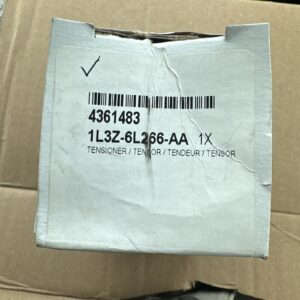 4361483
1L3Z-6L266-AA 1X
TENSIONER / TENSOR / TENDEUR / TENSOR